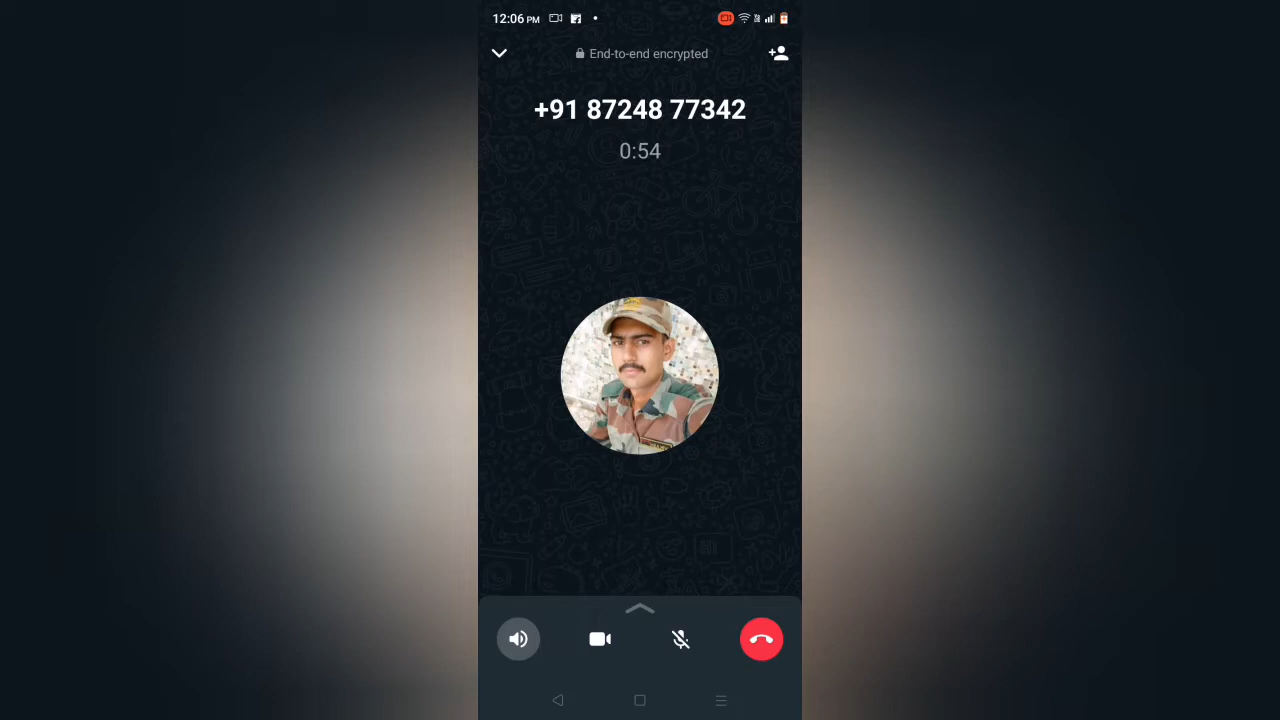 12:06 PM
End-to-end encrypted
+91 87248 77342
0:54